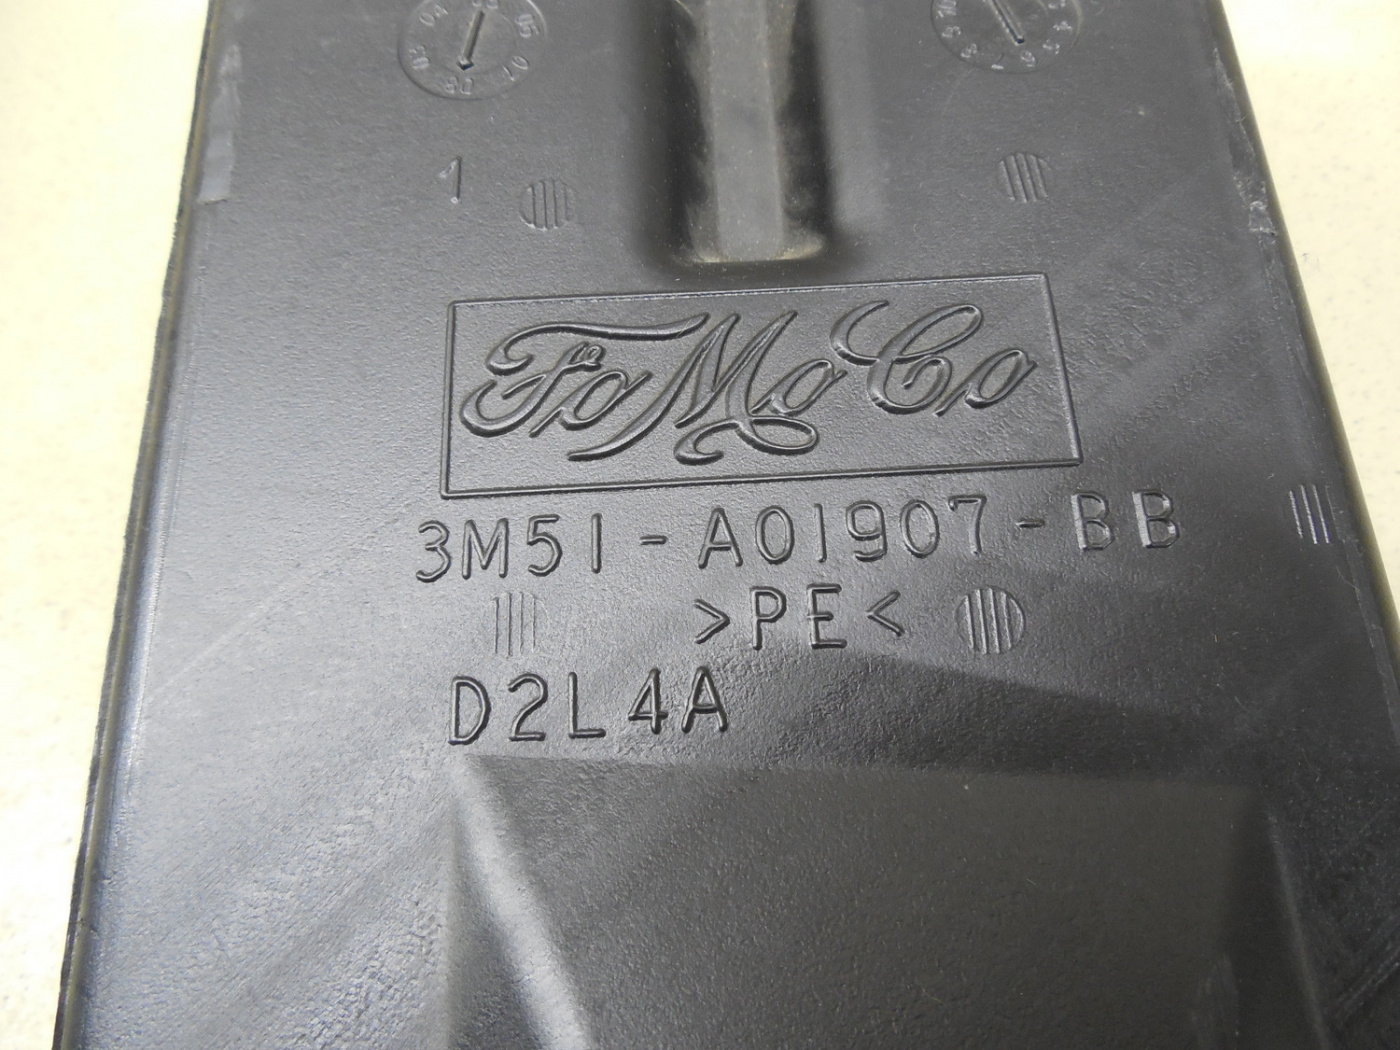 1
FoMoCo
3M51-A01907-BB
>PE<
D2L4A